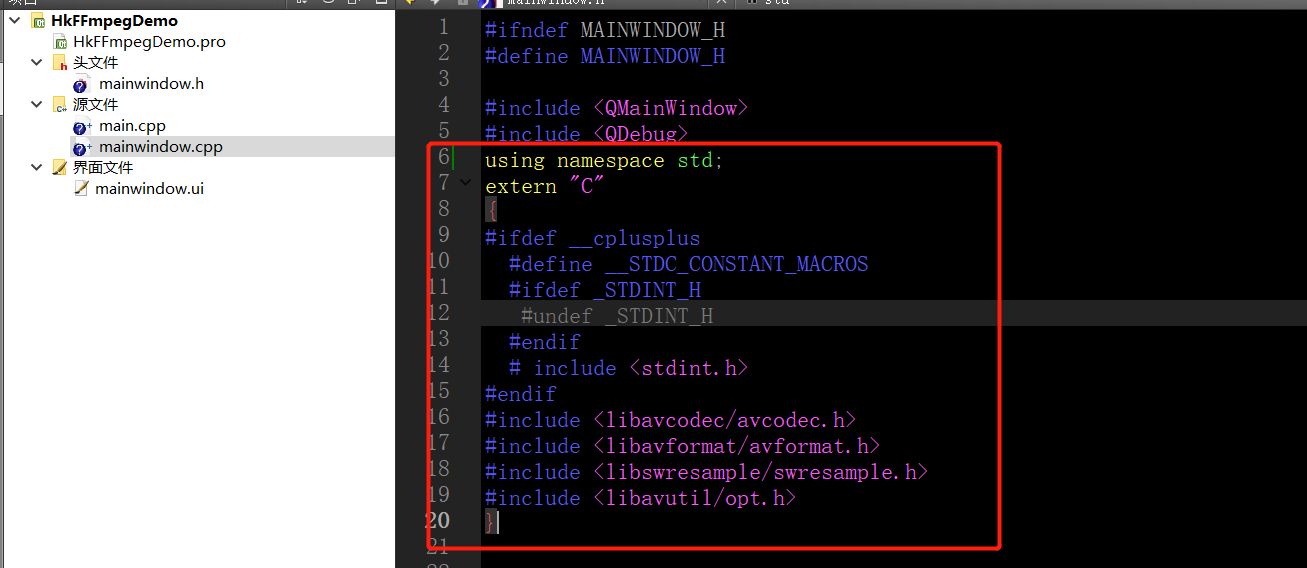 HkFFmpegDemo
HkFFmpegDemo.pro
头文件
mainwindow.h
源文件
main.cpp
mainwindow.cpp
界面文件
mainwindow.ui
mainwindow.h
std
1 #ifndef MAINWINDOW_H
2 #define MAINWINDOW_H
3
4 #include <QMainWindow>
5 #include <QDebug>
6 using namespace std;
7 extern "C"
8 {
9 #ifdef __cplusplus
10 #define __STDC_CONSTANT_MACROS
11 #ifdef _STDINT_H
12 #undef _STDINT_H
13 #endif
14 # include <stdint.h>
15 #endif
16 #include <libavcodec/avcodec.h>
17 #include <libavformat/avformat.h>
18 #include <libswresample/swresample.h>
19 #include <libavutil/opt.h>
20 }
21